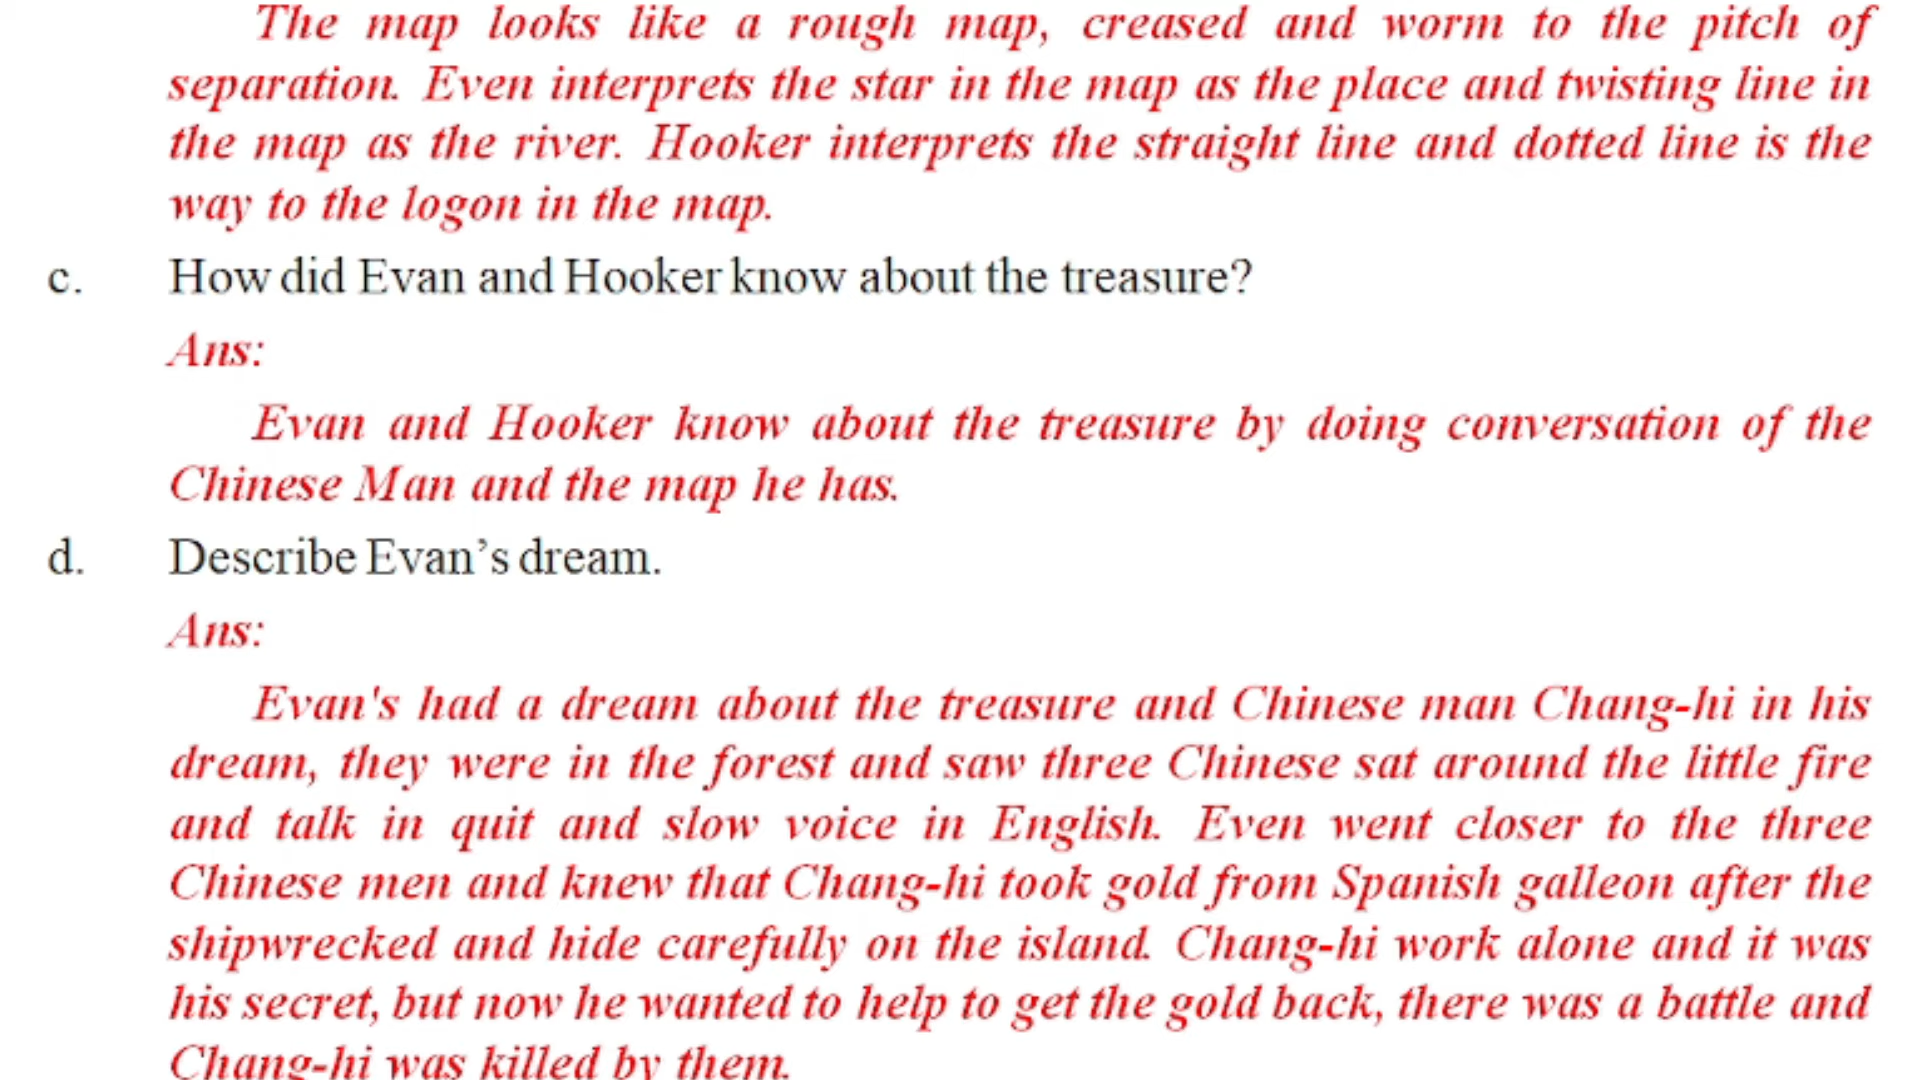 The map looks like a rough map, creased and worm to the pitch of
separation. Even interprets the star in the map as the place and twisting line in
the map as the river. Hooker interprets the straight line and dotted line is the
way to the logon in the map.
c. How did Evan and Hooker know about the treasure?
Ans:
Evan and Hooker know about the treasure by doing conversation of the
Chinese Man and the map he has.
d. Describe Evan’s dream.
Ans:
Evan's had a dream about the treasure and Chinese man Chang-hi in his
dream, they were in the forest and saw three Chinese sat around the little fire
and talk in quit and slow voice in English. Even went closer to the three
Chinese men and knew that Chang-hi took gold from Spanish galleon after the
shipwrecked and hide carefully on the island. Chang-hi work alone and it was
his secret, but now he wanted to help to get the gold back, there was a battle and
Chang-hi was killed by them.